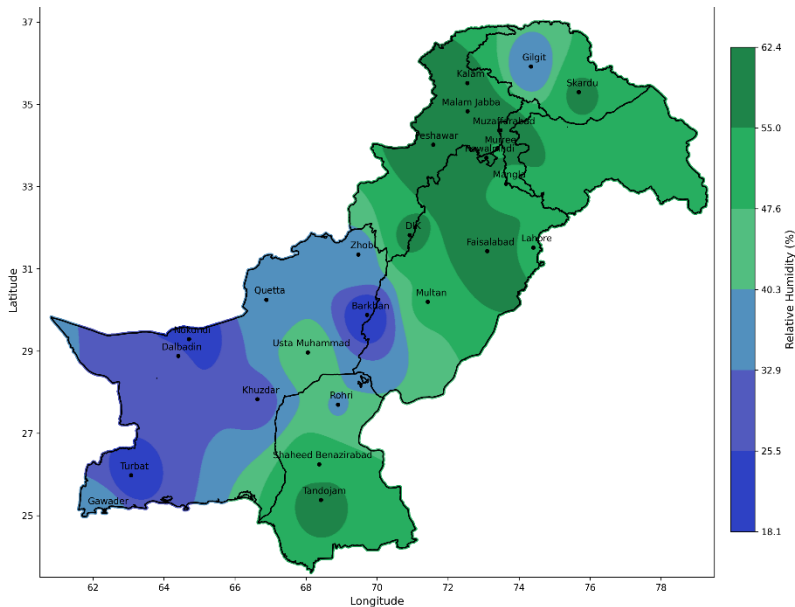 37
35
33
31
29
27
25
Latitude
62
64
66
68
70
72
74
76
78
Longitude
Gilgit
Kalam
Skardu
Malam Jabba
Muzaffarabad
Peshawar
Murree
Rawalpindi
Mangla
DIK
Lahore
Zhob
Faisalabad
Quetta
Multan
Barkhan
Nokundi
Usta Muhammad
Dalbadin
Khuzdar
Rohri
Turbat
Shaheed Benazirabad
Gawader
Tandojam
62.4
55.0
47.6
40.3
32.9
25.5
18.1
Relative Humidity (%)